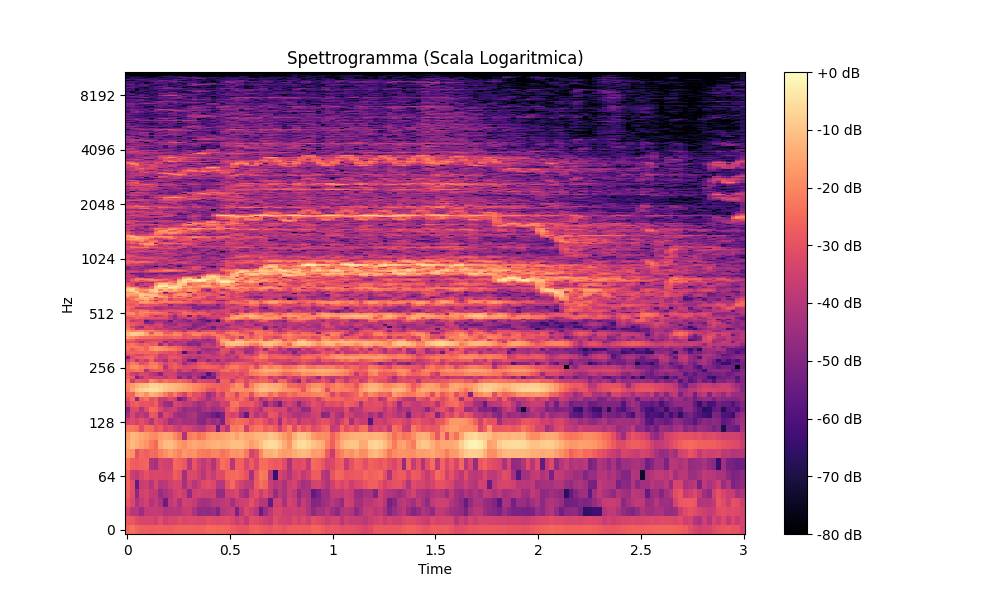 Spettrogramma (Scala Logaritmica)
Hz
8192
4096
2048
1024
512
256
128
64
0
0
0.5
1
1.5
2
2.5
3
Time
+0 dB
-10 dB
-20 dB
-30 dB
-40 dB
-50 dB
-60 dB
-70 dB
-80 dB